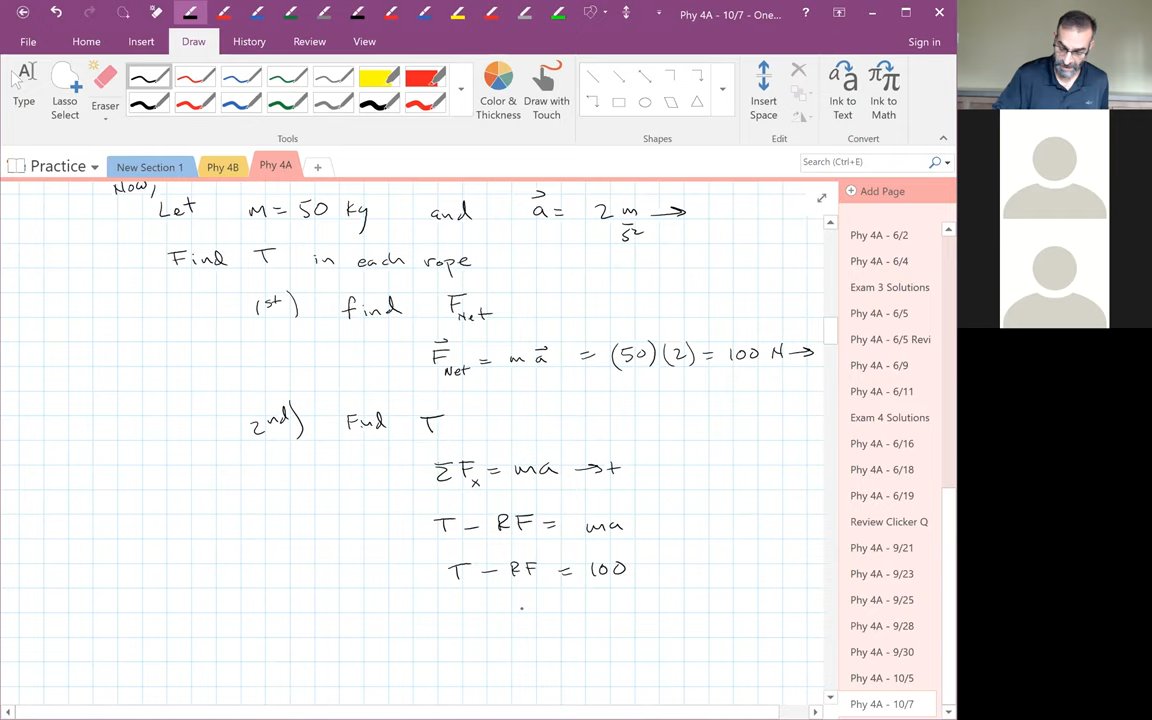 Phy 4A - 10/7 - One...
File Home Insert Draw History Review View
Sign in
Type
Lasso Select
Eraser
Color & Thickness
Draw with Touch
Insert Space
Ink to Text
Ink to Math
Tools
Shapes
Edit
Convert
Practice
New Section 1
Phy 4B
Phy 4A
Search (Ctrl+E)
Now,
Let m = 50 kg and a⃗ = 2 m/s² →
Find T in each rope
1st) find F_Net
F⃗_Net = m a⃗ = (50)(2) = 100 N →
2nd) Find T
ΣF_x = ma → +
T - RF = ma
T - RF = 100
Add Page
Phy 4A - 6/2
Phy 4A - 6/4
Exam 3 Solutions
Phy 4A - 6/5
Phy 4A - 6/5 Revi
Phy 4A - 6/9
Phy 4A - 6/11
Exam 4 Solutions
Phy 4A - 6/16
Phy 4A - 6/18
Phy 4A - 6/19
Review Clicker Q
Phy 4A - 9/21
Phy 4A - 9/23
Phy 4A - 9/25
Phy 4A - 9/28
Phy 4A - 9/30
Phy 4A - 10/5
Phy 4A - 10/7